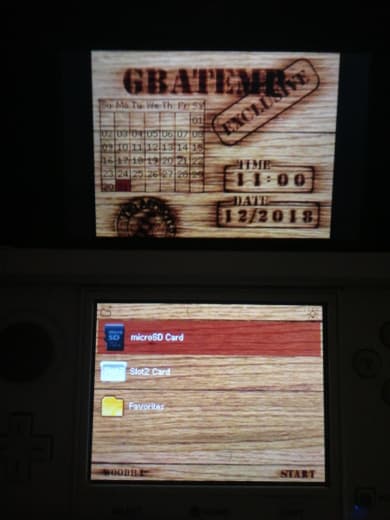 GBATEMP
EXCLUSIVE
Su Mo Tu We Th Fr Sa
01
02 03 04 05 06 07 08
09 10 11 12 13 14 15
16 17 18 19 20 21 22
23 24 25 26 27 28 29
30
TIME
11:00
DATE
12/2018
micro SD
microSD Card
Slot2 Card
Favorites
START